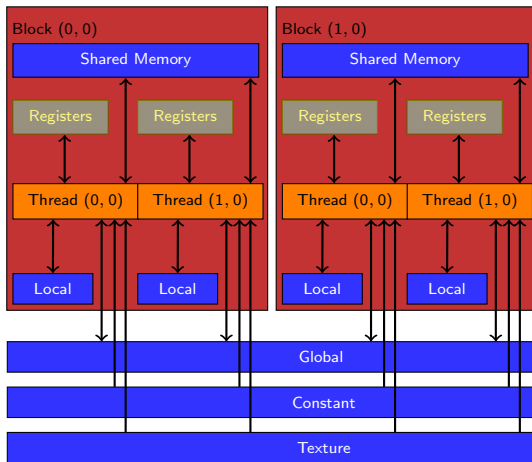 Block (0, 0)
Shared Memory
Registers
Registers
Thread (0, 0)
Thread (1, 0)
Local
Local
Block (1, 0)
Shared Memory
Registers
Registers
Thread (0, 0)
Thread (1, 0)
Local
Local
Global
Constant
Texture